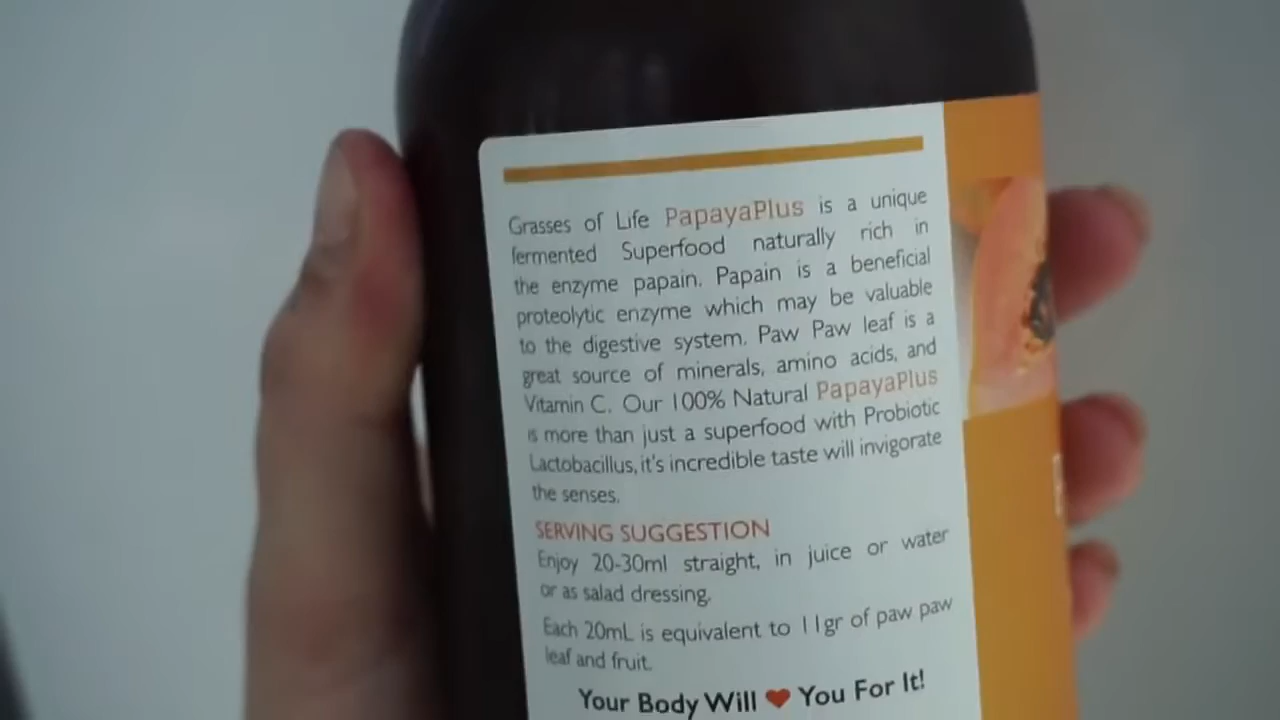 Grasses of Life PapayaPlus is a unique
fermented Superfood naturally rich in
the enzyme papain. Papain is a beneficial
proteolytic enzyme which may be valuable
to the digestive system. Paw Paw leaf is a
great source of minerals, amino acids, and
Vitamin C. Our 100% Natural PapayaPlus
is more than just a superfood with Probiotic
Lactobacillus, it's incredible taste will invigorate
the senses.
SERVING SUGGESTION
Enjoy 20-30ml straight, in juice or water
or as salad dressing.
Each 20mL is equivalent to 11gr of paw paw
leaf and fruit.
Your Body Will ❤ You For It!